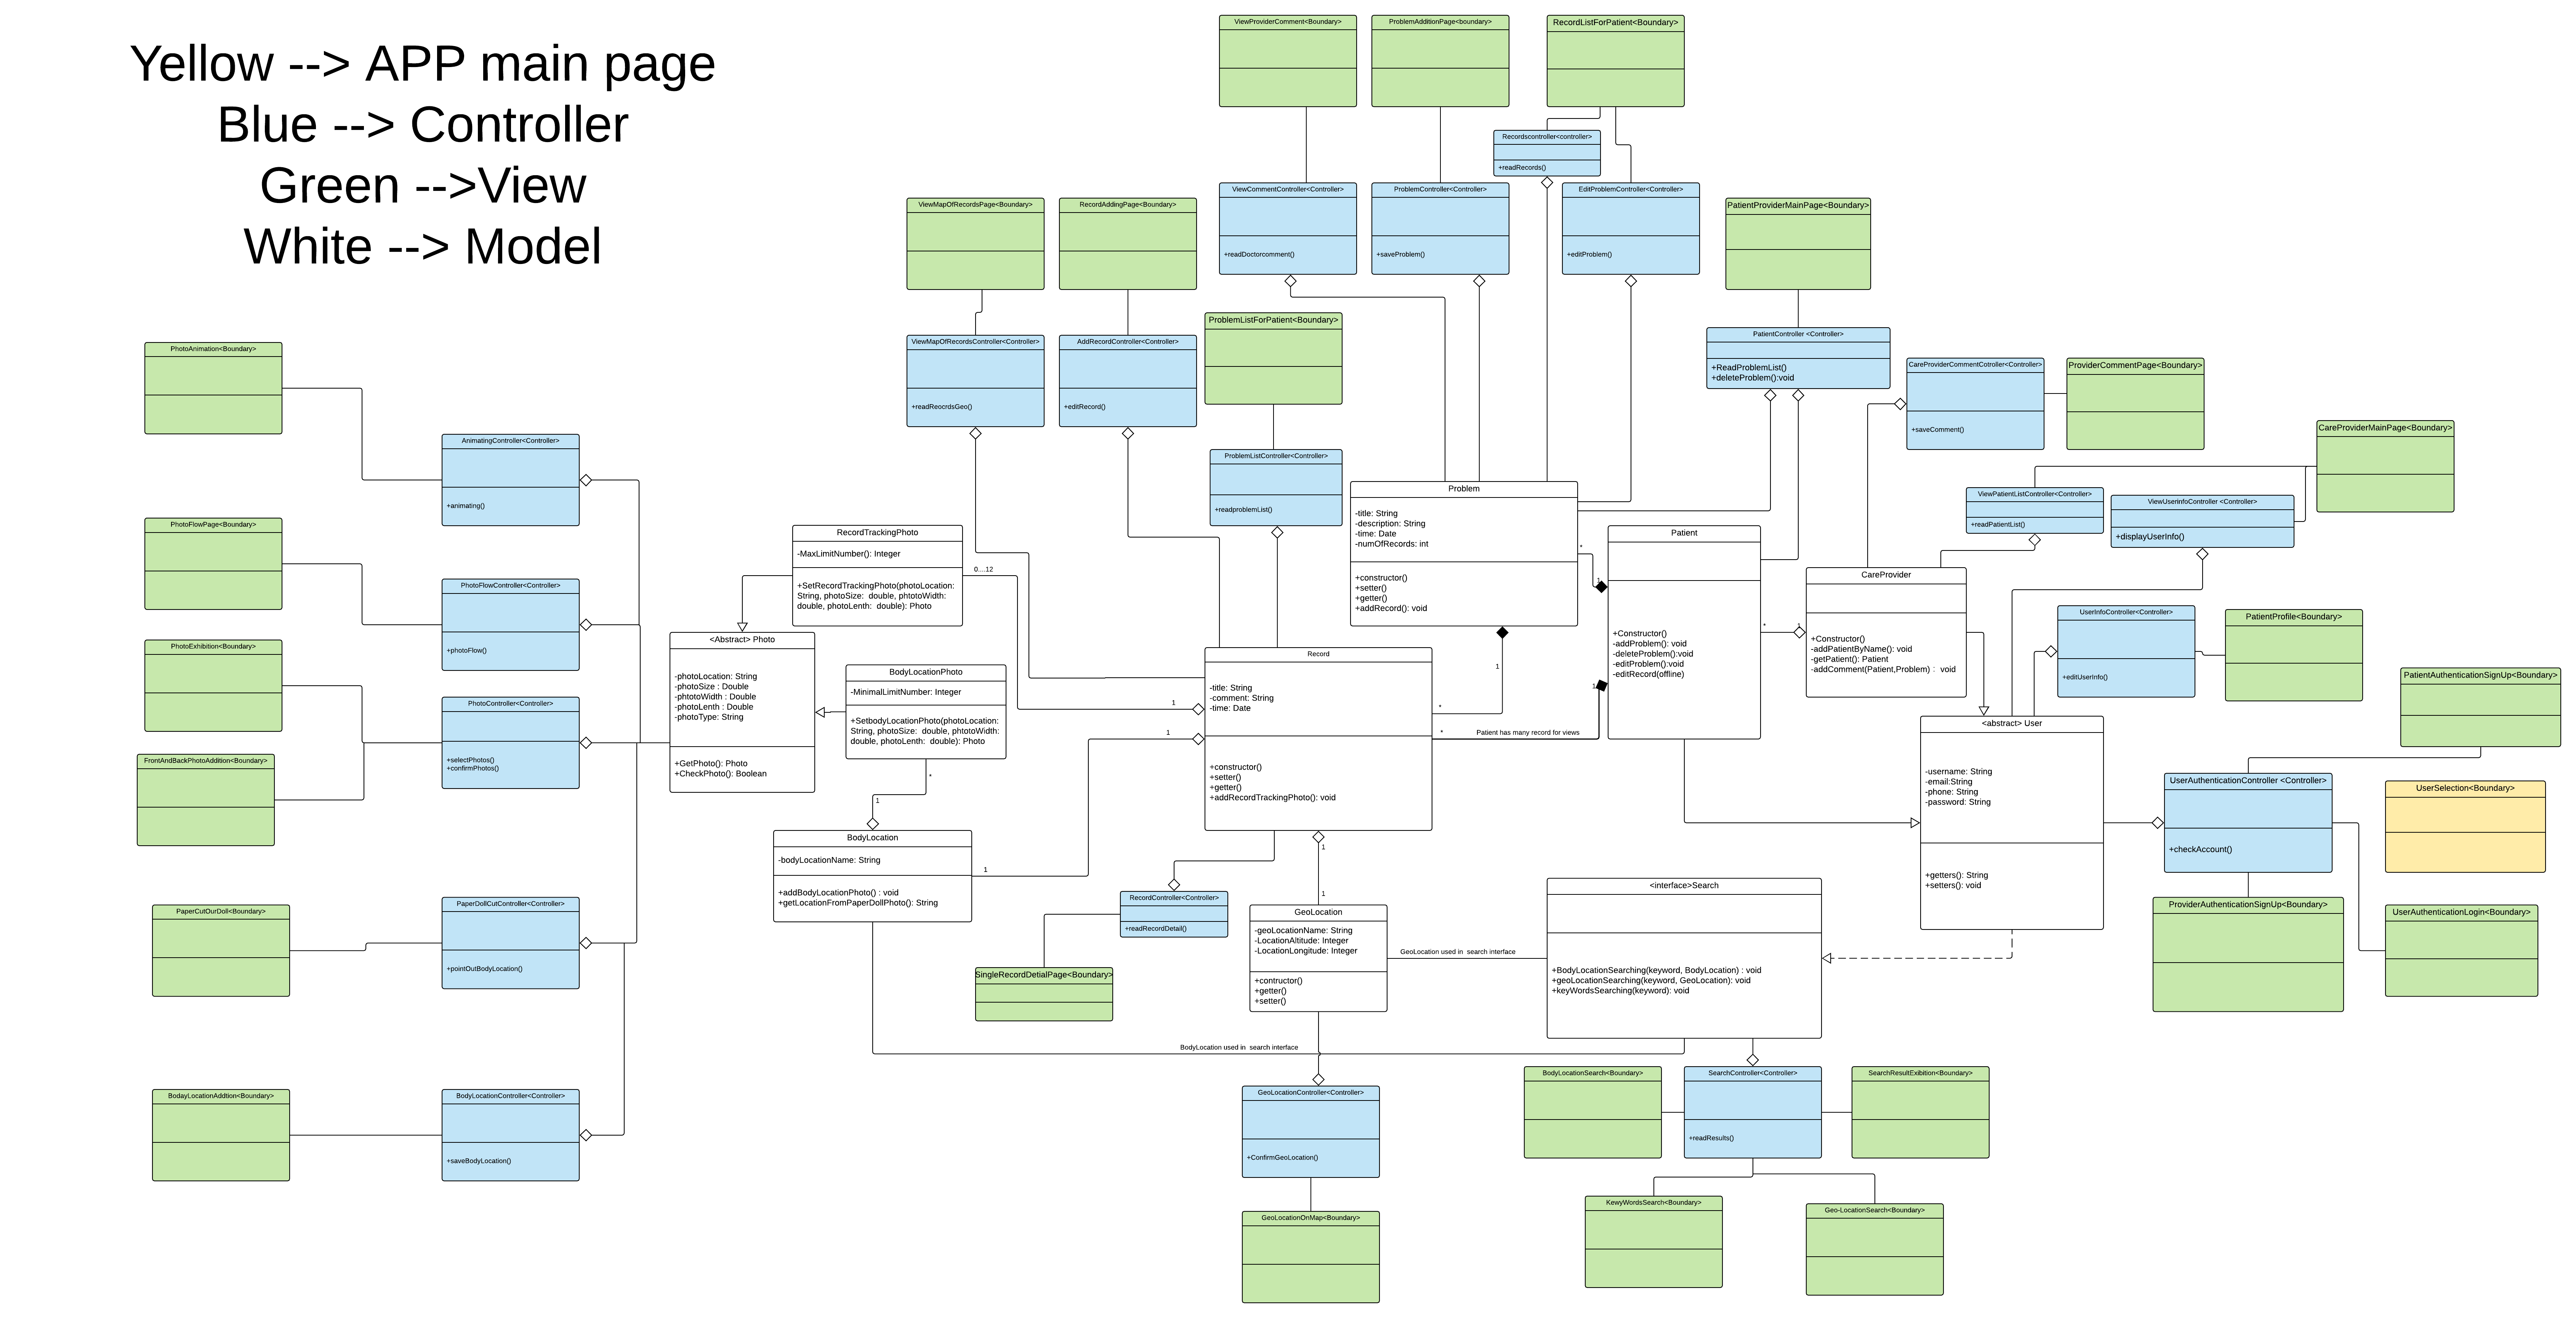 Yellow --> APP main page
Blue --> Controller
Green -->View
White --> Model
ViewProviderComment<Boundary)
ProblemAdditionPage<boundary)
RecordListForPatient<Boundary)
Recordscontroller<controller>
+readRecords()
ViewCommentController<Controller>
+readDoctorcomment()
ProblemController<Controller>
+saveProblem()
EditProblemController<Controller>
+editProblem()
ViewMapOfRecordsPage<Boundary>
RecordAddingPage<Boundary>
PatientProviderMainPage<Boundary>
ViewMapOfRecordsController<Controller>
+readReocrdsGeo()
AddRecordController<Controller>
+editRecord()
ProblemListForPatient<Boundary>
PatientController <Controller>
+ReadProblemList()
+deleteProblem():void
CareProviderCommentCotroller<Controller>
+saveComment()
ProviderCommentPage<Boundary>
CareProviderMainPage<Boundary>
PhotoAnimation<Boundary>
AnimatingController<Controller>
+animating()
ProblemListController<Controller>
+readproblemList()
Problem
-title: String
-description: String
-time: Date
-numOfRecords: int
+constructor()
+setter()
+getter()
+addRecord(): void
ViewPatientListController<Controller>
+readPatientList()
ViewUserinfoController <Controller>
+displayUserInfo()
PhotoFlowPage<Boundary>
PhotoFlowController<Controller>
+photoFlow()
RecordTrackingPhoto
-MaxLimitNumber(): Integer
+SetRecordTrackingPhoto(photoLocation:
String, photoSize:  double, phtotoWidth:
double, photoLenth:  double): Photo
0....12
*
1
Patient
+Constructor()
-addProblem(): void
-deleteProblem():void
-editProblem():void
-editRecord(offline)
*
1
CareProvider
+Constructor()
-addPatientByName(): void
-getPatient(): Patient
-addComment(Patient,Problem) :  void
UserInfoController<Controller>
+editUserInfo()
PatientProfile<Boundary)
PhotoExhibition<Boundary)
<Abstract> Photo
-photoLocation: String
-photoSize : Double
-phtotoWidth : Double
-photoLenth : Double
-photoType: String
+GetPhoto(): Photo
+CheckPhoto(): Boolean
BodyLocationPhoto
-MinimalLimitNumber: Integer
+SetbodyLocationPhoto(photoLocation:
String, photoSize:  double, phtotoWidth:
double, photoLenth:  double): Photo
Record
-title: String
-comment: String
-time: Date
+constructor()
+setter()
+getter()
+addRecordTrackingPhoto(): void
1
*
1
1
1
*
Patient has many record for views
PatientAuthenticationSignUp<Boundary)
PhotoController<Controller>
+selectPhotos()
+confirmPhotos()
FrontAndBackPhotoAddition<Boundary)
<abstract> User
-username: String
-email:String
-phone: String
-password: String
+getters(): String
+setters(): void
UserAuthenticationController <Controller>
+checkAccount()
UserSelection<Boundary)
*
1
BodyLocation
-bodyLocationName: String
+addBodyLocationPhoto() : void
+getLocationFromPaperDollPhoto(): String
1
1
1
RecordController<Controller>
+readRecordDetail()
GeoLocation
-geoLocationName: String
-LocationAltitude: Integer
-LocationLongitude: Integer
+contructor()
+getter()
+setter()
GeoLocation used in  search interface
<interface>Search
+BodyLocationSearching(keyword, BodyLocation) : void
+geoLocationSearching(keyword, GeoLocation): void
+keyWordsSearching(keyword): void
ProviderAuthenticationSignUp<Boundary)
UserAuthenticationLogin<Boundary)
PaperCutOurDoll<Boundary)
PaperDollCutController<Controller>
+pointOutBodyLocation()
SingleRecordDetialPage<Boundary>
BodyLocation used in  search interface
BodayLocationAddtion<Boundary)
BodyLocationController<Controller>
+saveBodyLocation()
GeoLocationController<Controller>
+ConfirmGeoLocation()
BodyLocationSearch<Boundary)
SearchController<Controller>
+readResults()
SearchResultExibition<Boundary)
GeoLocationOnMap<Boundary)
KewyWordsSearch<Boundary)
Geo-LocationSearch<Boundary)